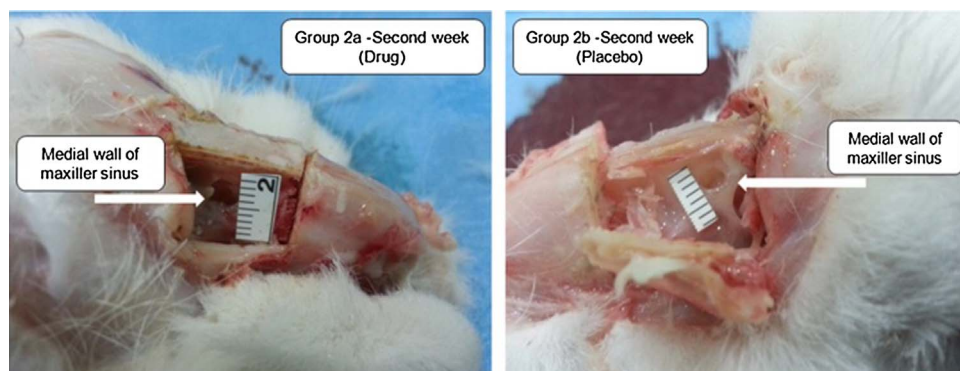 Group 2a -Second week
(Drug)
Medial wall of
maxiller sinus
2
Group 2b -Second week
(Placebo)
Medial wall of
maxiller sinus